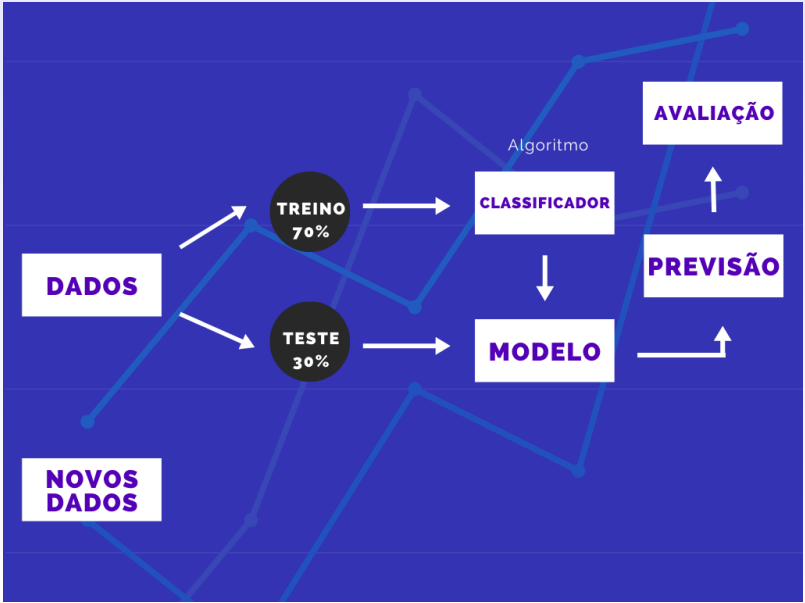 AVALIAÇÃO
Algoritmo
TREINO
70%
CLASSIFICADOR
DADOS
PREVISÃO
TESTE
30%
MODELO
NOVOS
DADOS